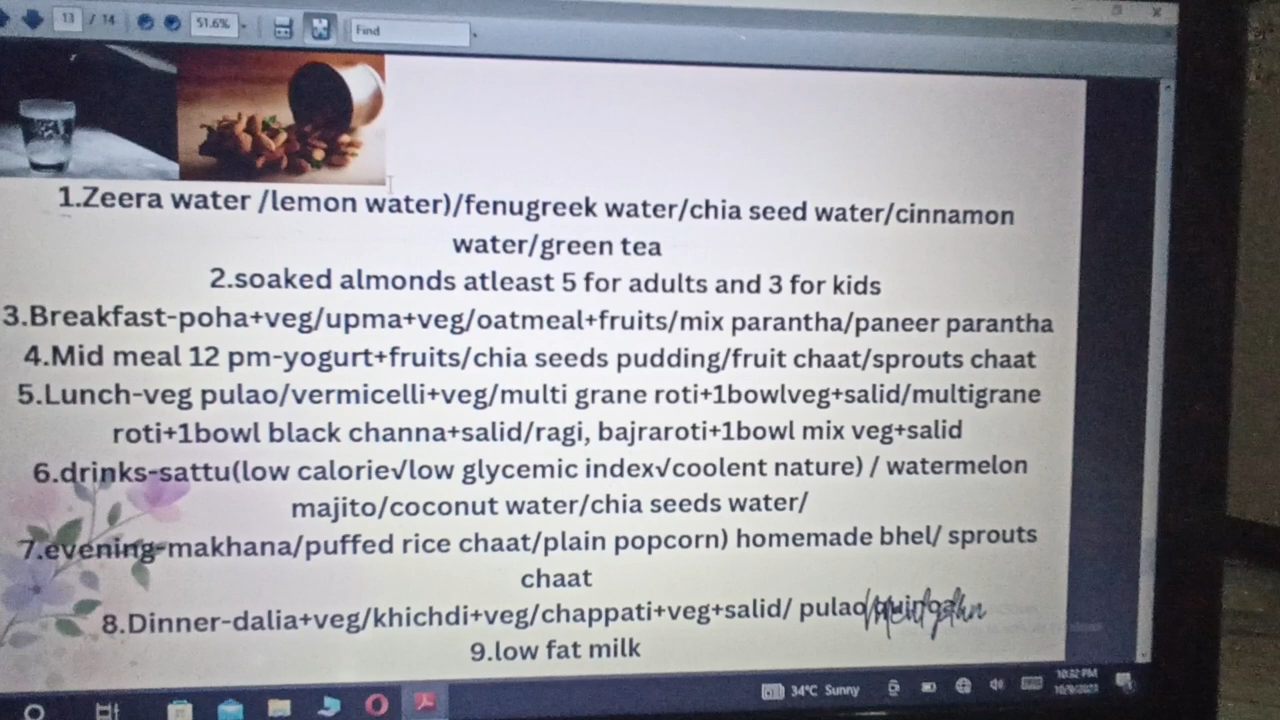 13 / 14
51.6%
Find
1.Zeera water /lemon water)/fenugreek water/chia seed water/cinnamon
water/green tea
2.soaked almonds atleast 5 for adults and 3 for kids
3.Breakfast-poha+veg/upma+veg/oatmeal+fruits/mix parantha/paneer parantha
4.Mid meal 12 pm-yogurt+fruits/chia seeds pudding/fruit chaat/sprouts chaat
5.Lunch-veg pulao/vermicelli+veg/multi grane roti+1bowlveg+salid/multigrane
roti+1bowl black channa+salid/ragi, bajraroti+1bowl mix veg+salid
6.drinks-sattu(low calorie√low glycemic index√coolent nature) / watermelon
majito/coconut water/chia seeds water/
7.evening-makhana/puffed rice chaat/plain popcorn) homemade bhel/ sprouts
chaat
8.Dinner-dalia+veg/khichdi+veg/chappati+veg+salid/ pulao/
9.low fat milk
34°C Sunny
10:32 PM